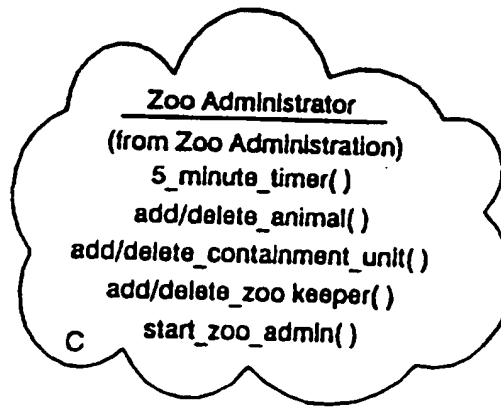 Zoo Administrator
(from Zoo Administration)
5_minute_timer( )
add/delete_animal( )
add/delete_containment_unit( )
add/delete_zoo keeper( )
start_zoo_admin( )
C